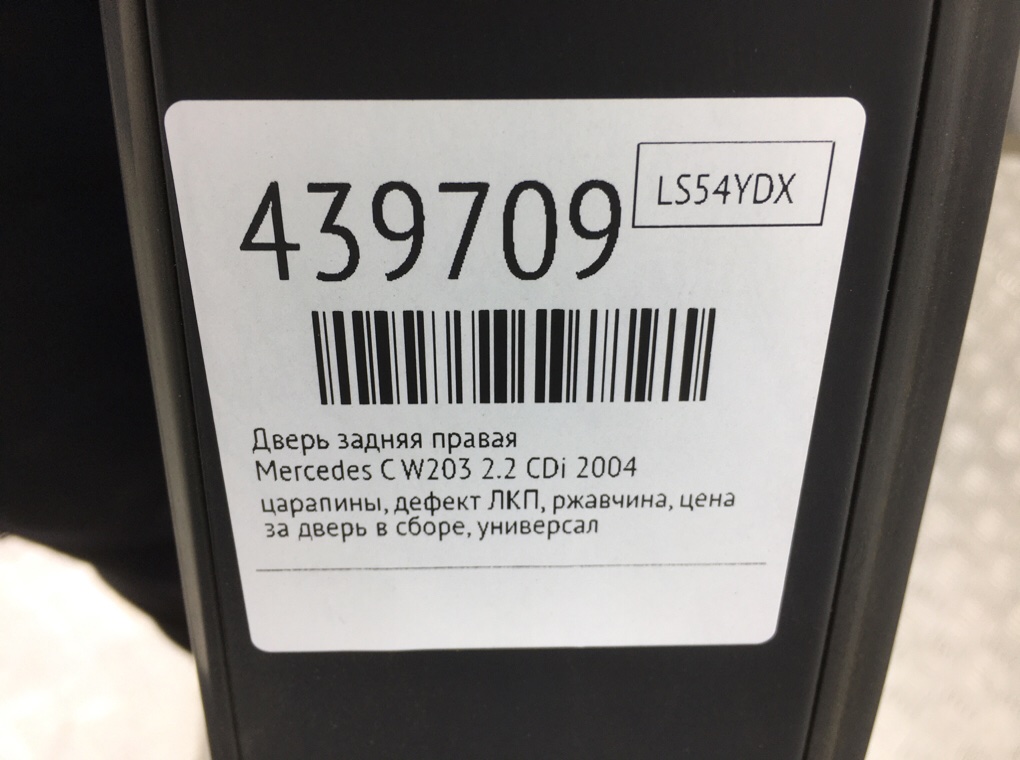 439709
LS54YDX
Дверь задняя правая
Mercedes C W203 2.2 CDi 2004
царапины, дефект ЛКП, ржавчина, цена
за дверь в сборе, универсал